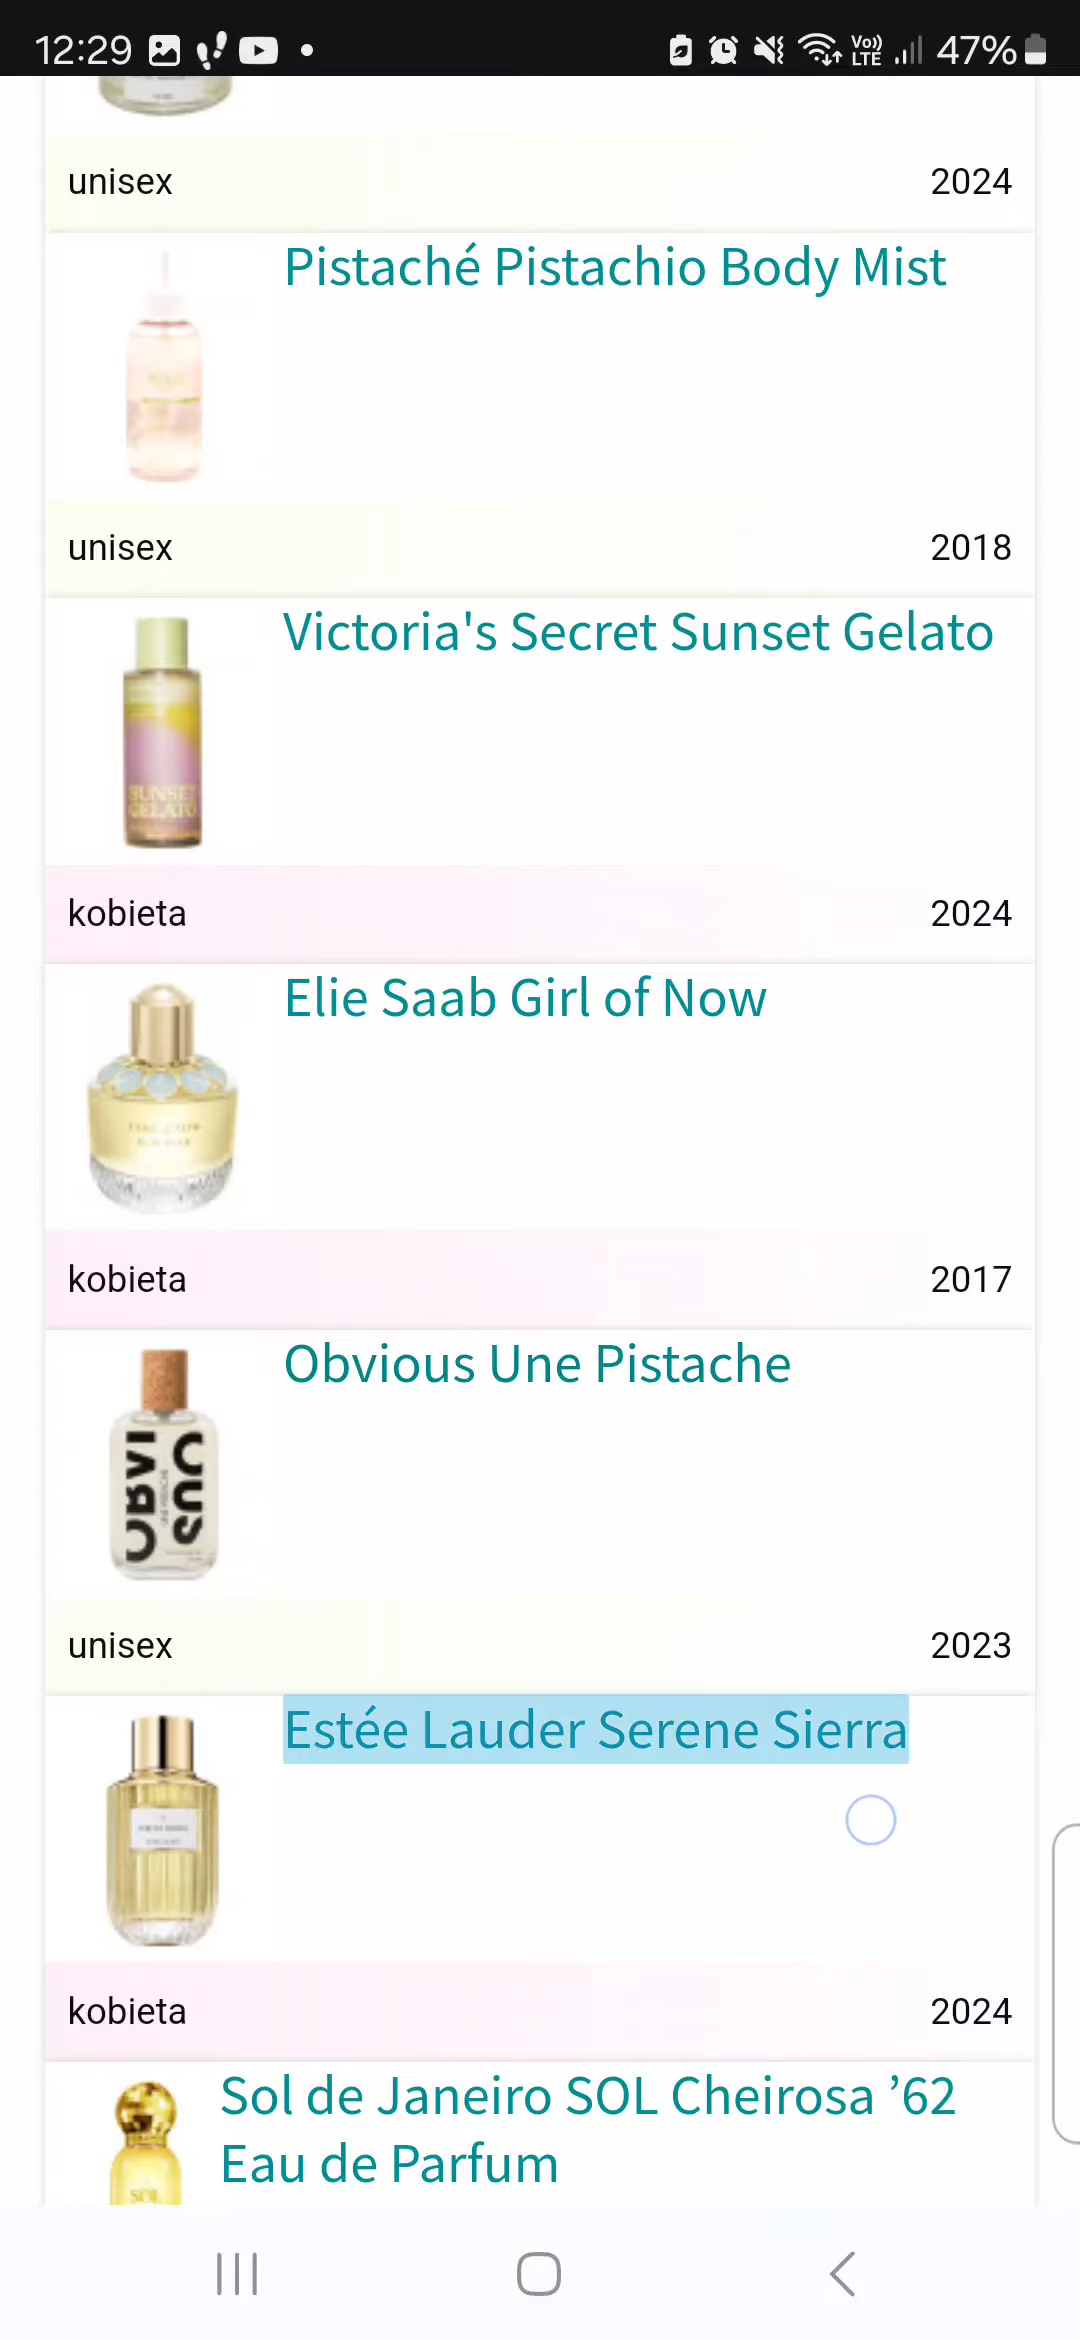 12:29
Vo))
LTE
47%
unisex
2024
Pistaché Pistachio Body Mist
unisex
2018
Victoria's Secret Sunset Gelato
SUNSET
GELATO
kobieta
2024
Elie Saab Girl of Now
kobieta
2017
Obvious Une Pistache
OBVI
OUS
unisex
2023
Estée Lauder Serene Sierra
kobieta
2024
Sol de Janeiro SOL Cheirosa ’62
Eau de Parfum
SOL